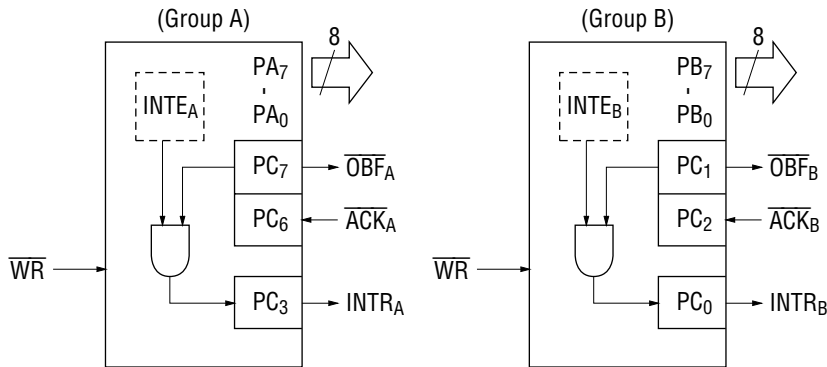 (Group A)
8
PA7
PA0
INTEA
PC7
OBFA
PC6
ACKA
WR
PC3
INTRA
(Group B)
8
PB7
PB0
INTEB
PC1
OBFB
PC2
ACKB
WR
PC0
INTRB